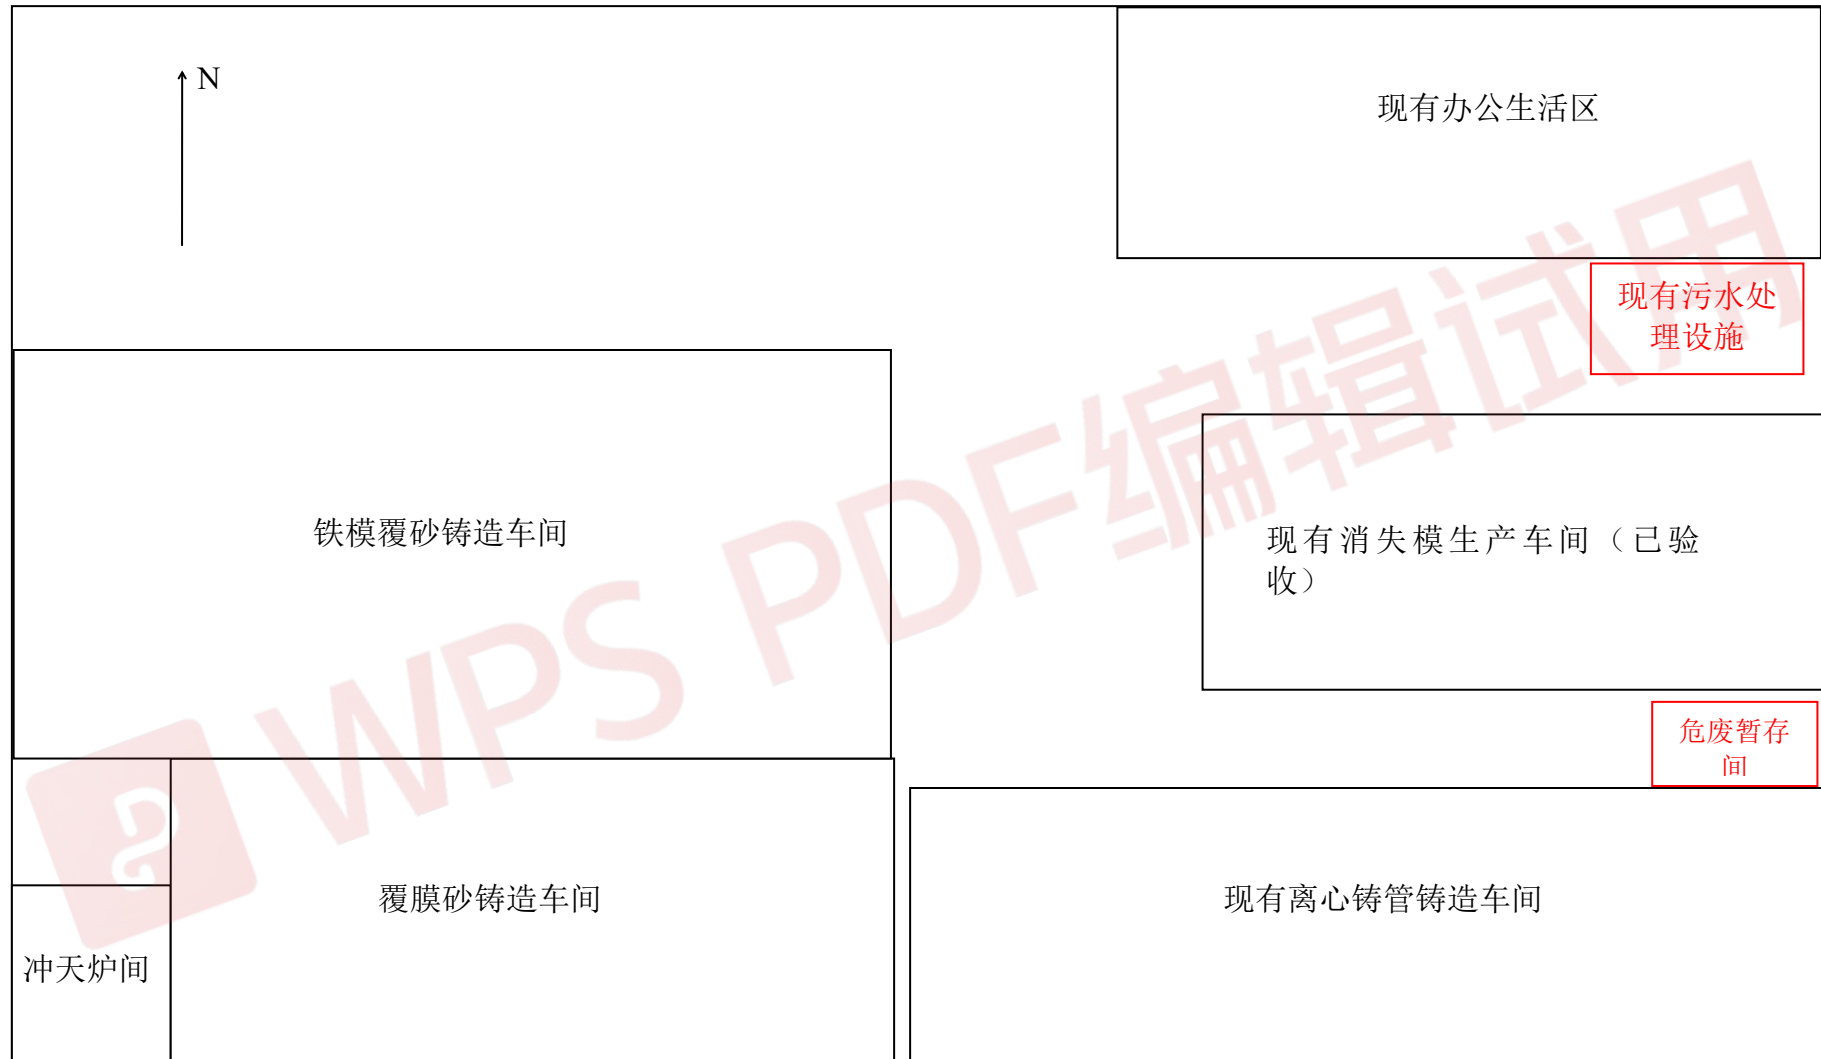 N
现有办公生活区
现有污水处
理设施
铁模覆砂铸造车间
现有消失模生产车间（已验
收）
危废暂存
间
覆膜砂铸造车间
现有离心铸管铸造车间
冲天炉间
WPS PDF编辑试用